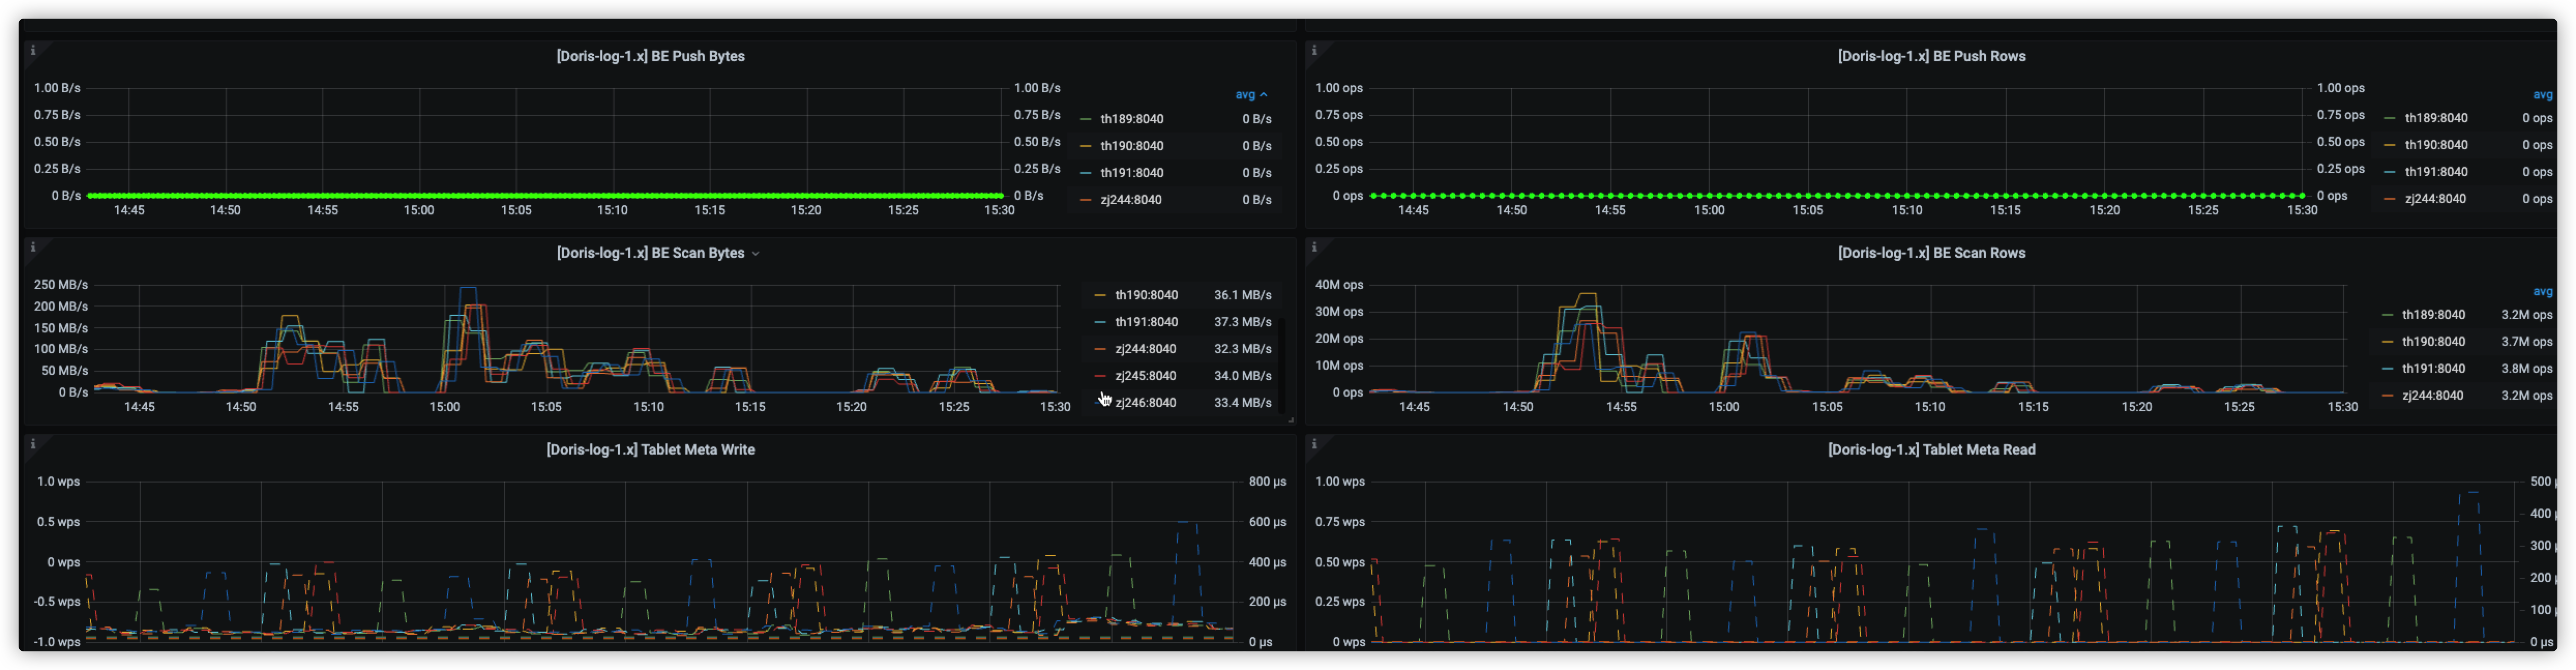 [Doris-log-1.x] BE Push Bytes
1.00 B/s
0.75 B/s
0.50 B/s
0.25 B/s
0 B/s
14:45 14:50 14:55 15:00 15:05 15:10 15:15 15:20 15:25 15:30
1.00 B/s
0.75 B/s
0.50 B/s
0.25 B/s
0 B/s
avg
th189:8040 0 B/s
th190:8040 0 B/s
th191:8040 0 B/s
zj244:8040 0 B/s
[Doris-log-1.x] BE Push Rows
1.00 ops
0.75 ops
0.50 ops
0.25 ops
0 ops
14:45 14:50 14:55 15:00 15:05 15:10 15:15 15:20 15:25 15:30
1.00 ops
0.75 ops
0.50 ops
0.25 ops
0 ops
avg
th189:8040 0 ops
th190:8040 0 ops
th191:8040 0 ops
zj244:8040 0 ops
[Doris-log-1.x] BE Scan Bytes
250 MB/s
200 MB/s
150 MB/s
100 MB/s
50 MB/s
0 B/s
14:45 14:50 14:55 15:00 15:05 15:10 15:15 15:20 15:25 15:30
th190:8040 36.1 MB/s
th191:8040 37.3 MB/s
zj244:8040 32.3 MB/s
zj245:8040 34.0 MB/s
zj246:8040 33.4 MB/s
[Doris-log-1.x] BE Scan Rows
40M ops
30M ops
20M ops
10M ops
0 ops
14:45 14:50 14:55 15:00 15:05 15:10 15:15 15:20 15:25 15:30
avg
th189:8040 3.2M ops
th190:8040 3.7M ops
th191:8040 3.8M ops
zj244:8040 3.2M ops
[Doris-log-1.x] Tablet Meta Write
1.0 wps
0.5 wps
0 wps
-0.5 wps
-1.0 wps
800 µs
600 µs
400 µs
200 µs
0 µs
[Doris-log-1.x] Tablet Meta Read
1.00 wps
0.75 wps
0.50 wps
0.25 wps
0 wps
500
400
300
200
100
0 µs